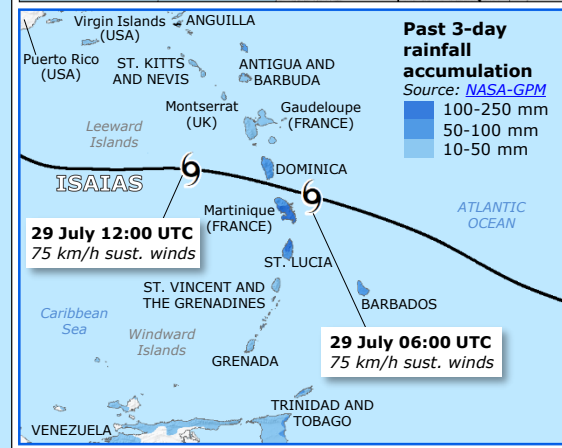 Virgin Islands
(USA)
ANGUILLA
Puerto Rico
(USA)
ST. KITTS
AND NEVIS
ANTIGUA AND
BARBUDA
Montserrat
(UK)
Gaudeloupe
(FRANCE)
Leeward
Islands
DOMINICA
ISAIAS
Martinique
(FRANCE)
ATLANTIC
OCEAN
29 July 12:00 UTC
75 km/h sust. winds
ST. LUCIA
ST. VINCENT AND
THE GRENADINES
BARBADOS
Caribbean
Sea
Windward
Islands
29 July 06:00 UTC
75 km/h sust. winds
GRENADA
TRINIDAD AND
TOBAGO
VENEZUELA
Past 3-day
rainfall
accumulation
Source: NASA-GPM
100-250 mm
50-100 mm
10-50 mm